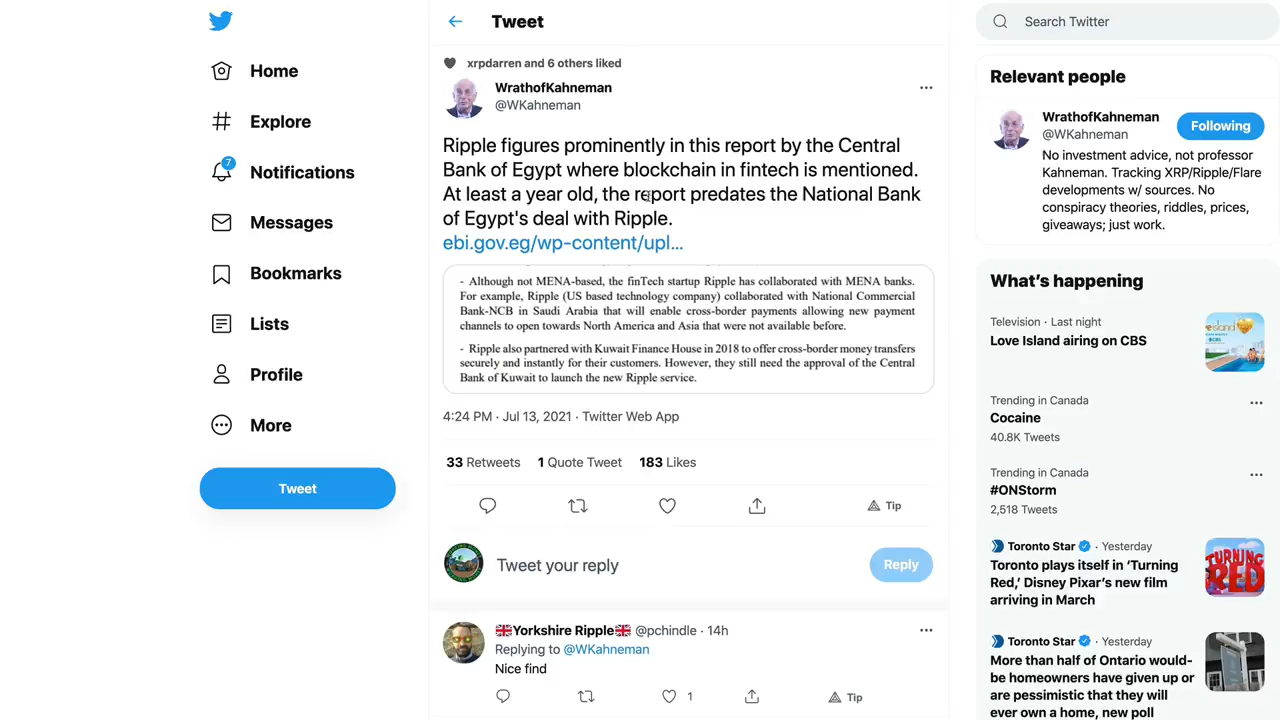 Home
Explore
7
Notifications
Messages
Bookmarks
Lists
Profile
More
Tweet
Tweet
xrpdarren and 6 others liked
WrathofKahneman
@WKahneman
Ripple figures prominently in this report by the Central
Bank of Egypt where blockchain in fintech is mentioned.
At least a year old, the report predates the National Bank
of Egypt's deal with Ripple.
ebi.gov.eg/wp-content/upl...
- Although not MENA-based, the finTech startup Ripple has collaborated with MENA banks.
For example, Ripple (US based technology company) collaborated with National Commercial
Bank-NCB in Saudi Arabia that will enable cross-border payments allowing new payment
channels to open towards North America and Asia that were not available before.
- Ripple also partnered with Kuwait Finance House in 2018 to offer cross-border money transfers
securely and instantly for their customers. However, they still need the approval of the Central
Bank of Kuwait to launch the new Ripple service.
4:24 PM · Jul 13, 2021 · Twitter Web App
33 Retweets 1 Quote Tweet 183 Likes
Tip
Tweet your reply
Reply
Yorkshire Ripple @pchindle · 14h
Replying to @WKahneman
Nice find
1
Tip
Search Twitter
Relevant people
WrathofKahneman
@WKahneman
Following
No investment advice, not professor
Kahneman. Tracking XRP/Ripple/Flare
developments w/ sources. No
conspiracy theories, riddles, prices,
giveaways; just work.
What's happening
Television · Last night
Love Island airing on CBS
Trending in Canada
Cocaine
40.8K Tweets
Trending in Canada
#ONStorm
2,518 Tweets
Toronto Star · Yesterday
Toronto plays itself in 'Turning
Red,' Disney Pixar's new film
arriving in March
TURNING
RED
Toronto Star · Yesterday
More than half of Ontario would-
be homeowners have given up or
are pessimistic that they will
ever own a home, new poll